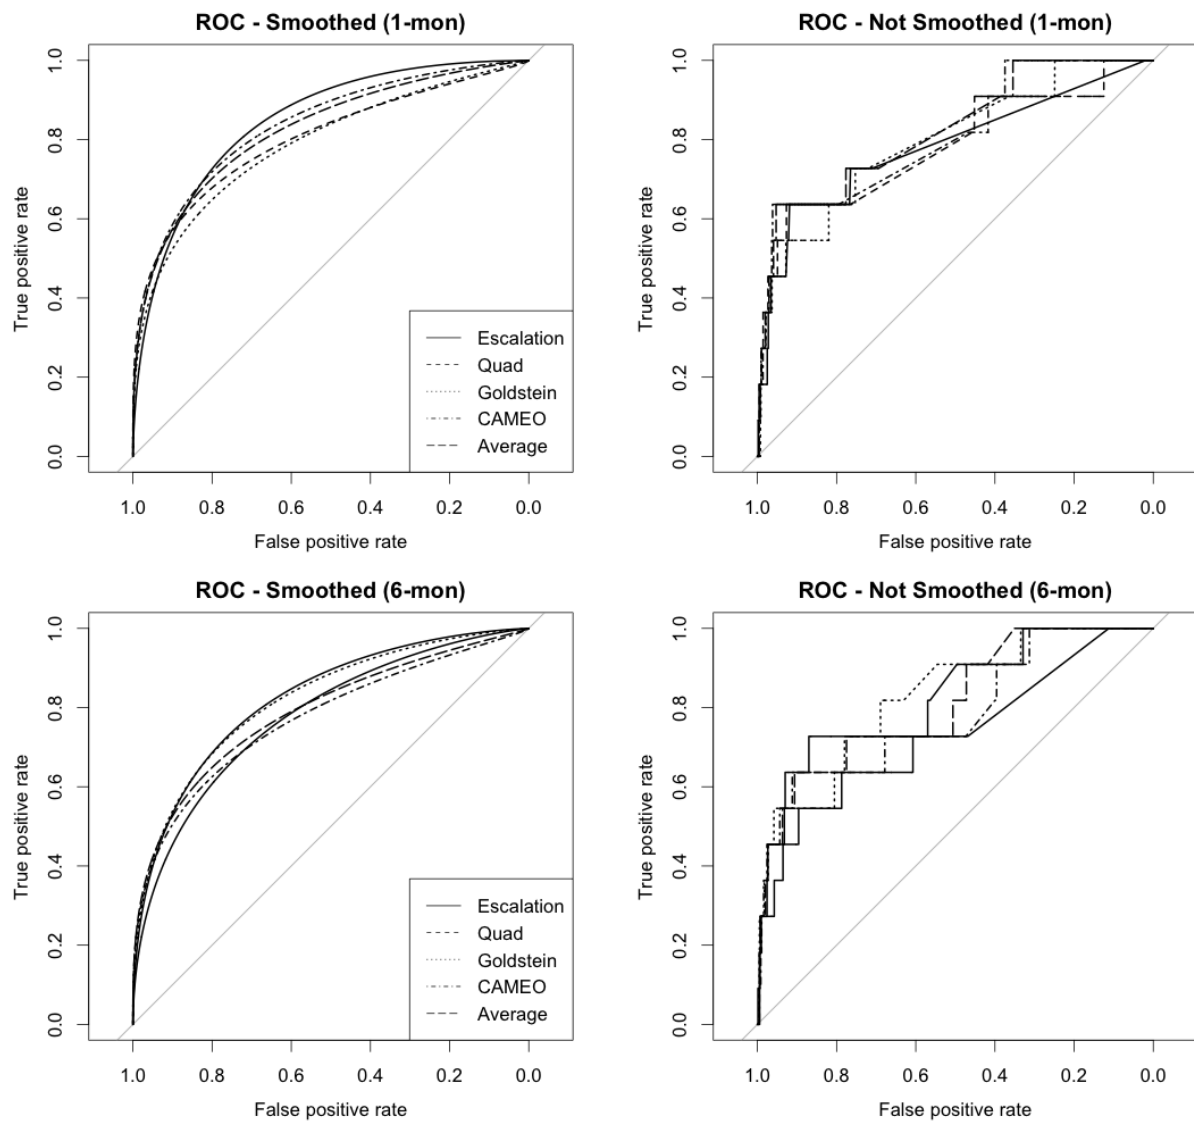 ROC - Smoothed (1-mon)
True positive rate
0.0 0.2 0.4 0.6 0.8 1.0
Escalation
Quad
Goldstein
CAMEO
Average
1.0 0.8 0.6 0.4 0.2 0.0
False positive rate
ROC - Not Smoothed (1-mon)
True positive rate
0.0 0.2 0.4 0.6 0.8 1.0
1.0 0.8 0.6 0.4 0.2 0.0
False positive rate
ROC - Smoothed (6-mon)
True positive rate
0.0 0.2 0.4 0.6 0.8 1.0
Escalation
Quad
Goldstein
CAMEO
Average
1.0 0.8 0.6 0.4 0.2 0.0
False positive rate
ROC - Not Smoothed (6-mon)
True positive rate
0.0 0.2 0.4 0.6 0.8 1.0
1.0 0.8 0.6 0.4 0.2 0.0
False positive rate